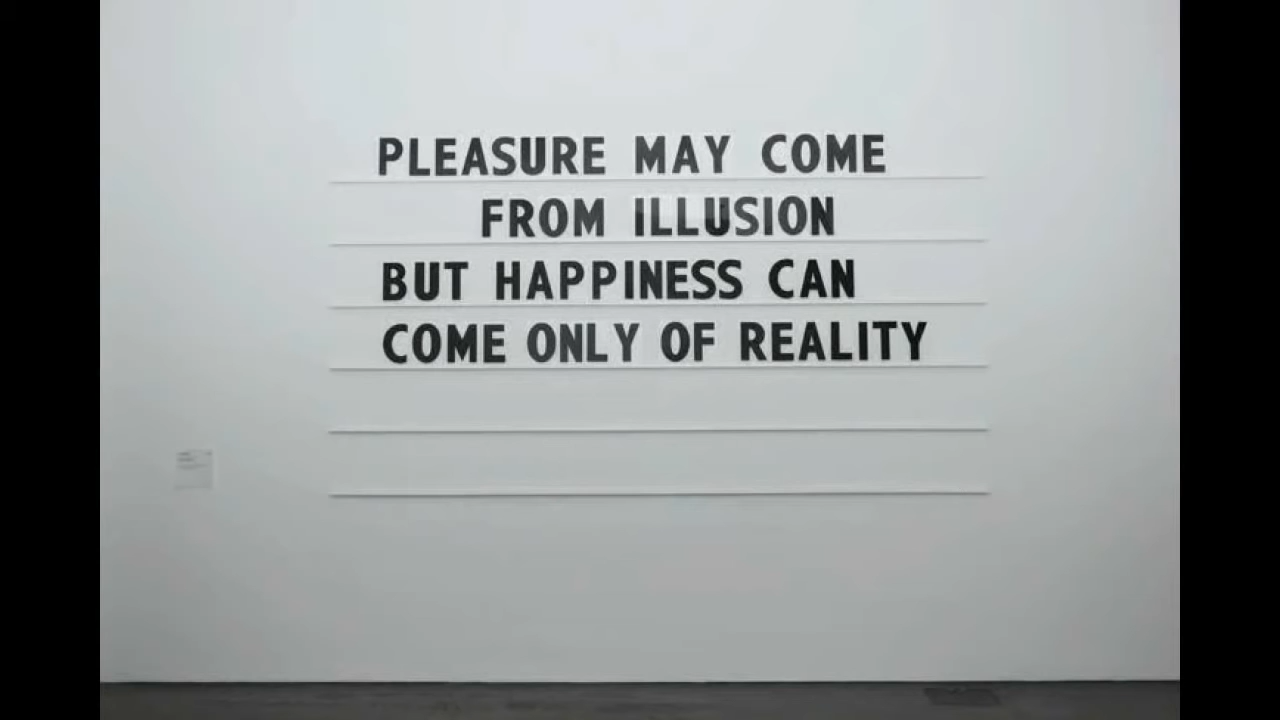 PLEASURE MAY COME
FROM ILLUSION
BUT HAPPINESS CAN
COME ONLY OF REALITY